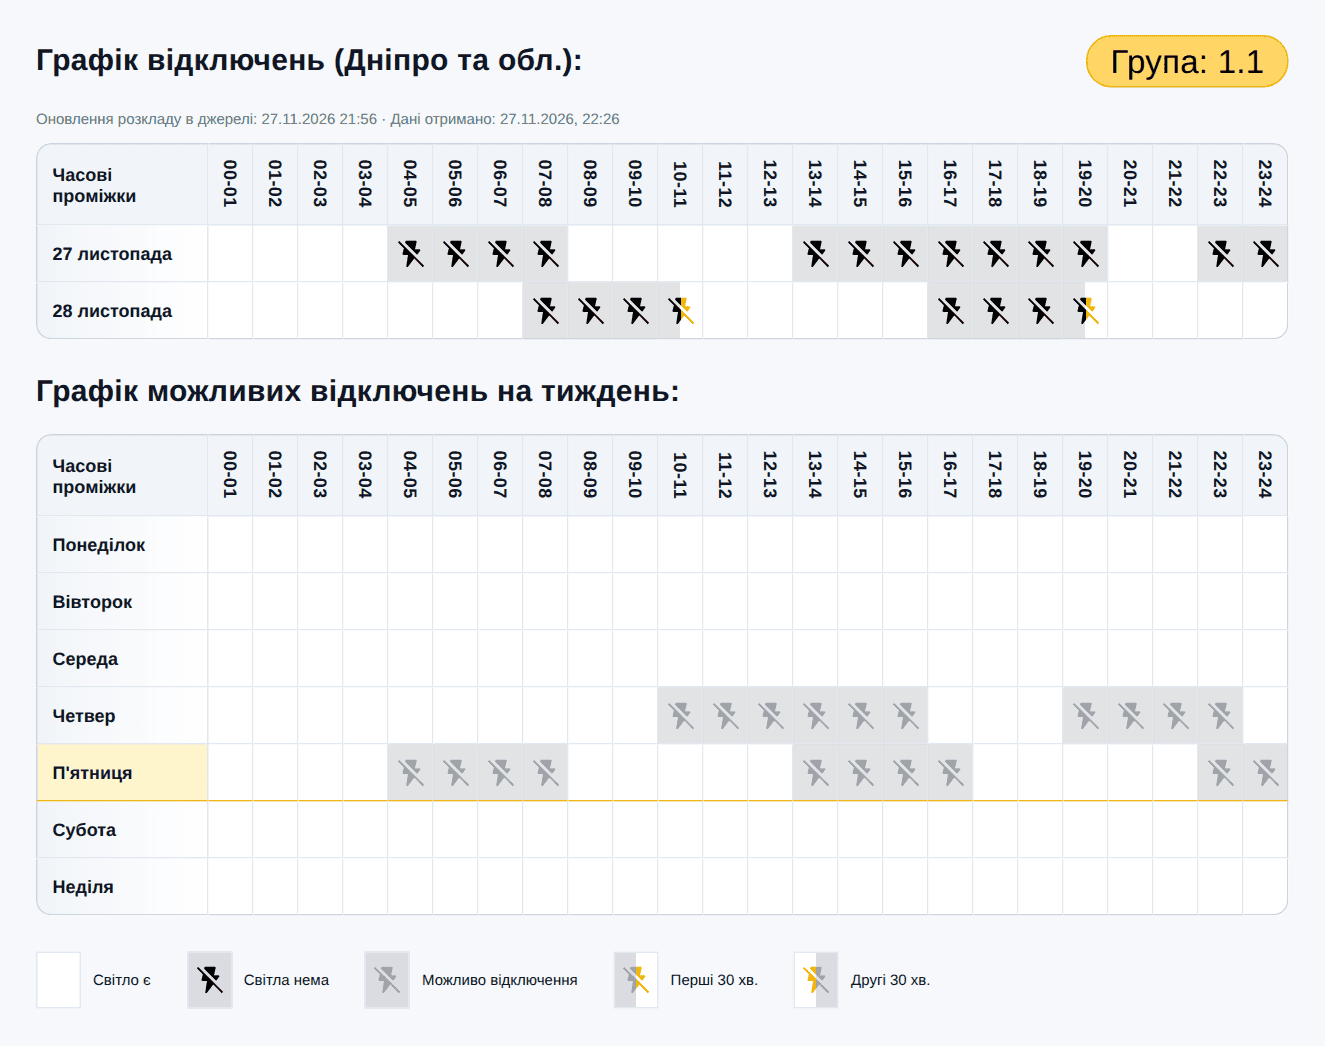 Графік відключень (Дніпро та обл.):
Група: 1.1
Оновлення розкладу в джерелі: 27.11.2026 21:56 · Дані отримано: 27.11.2026, 22:26
Часові
проміжки
00-01 01-02 02-03 03-04 04-05 05-06 06-07 07-08 08-09 09-10 10-11 11-12 12-13 13-14 14-15 15-16 16-17 17-18 18-19 19-20 20-21 21-22 22-23 23-24
27 листопада
28 листопада
Графік можливих відключень на тиждень:
Часові
проміжки
00-01 01-02 02-03 03-04 04-05 05-06 06-07 07-08 08-09 09-10 10-11 11-12 12-13 13-14 14-15 15-16 16-17 17-18 18-19 19-20 20-21 21-22 22-23 23-24
Понеділок
Вівторок
Середа
Четвер
П'ятниця
Субота
Неділя
Світло є
Світла нема
Можливо відключення
Перші 30 хв.
Другі 30 хв.